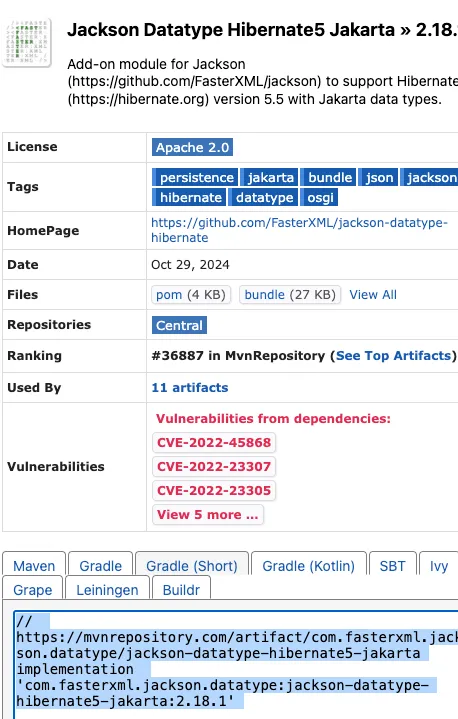 Jackson Datatype Hibernate5 Jakarta » 2.18.
Add-on module for Jackson
(https://github.com/FasterXML/jackson) to support Hibernate
(https://hibernate.org) version 5.5 with Jakarta data types.
License Apache 2.0
Tags persistence jakarta bundle json jackson
hibernate datatype osgi
HomePage https://github.com/FasterXML/jackson-datatype-
hibernate
Date Oct 29, 2024
Files pom (4 KB) bundle (27 KB) View All
Repositories Central
Ranking #36887 in MvnRepository (See Top Artifacts)
Used By 11 artifacts
Vulnerabilities Vulnerabilities from dependencies:
CVE-2022-45868
CVE-2022-23307
CVE-2022-23305
View 5 more ...
Maven Gradle Gradle (Short) Gradle (Kotlin) SBT Ivy
Grape Leiningen Buildr
//
https://mvnrepository.com/artifact/com.fasterxml.jack
son.datatype/jackson-datatype-hibernate5-jakarta
implementation
'com.fasterxml.jackson.datatype:jackson-datatype-
hibernate5-jakarta:2.18.1'